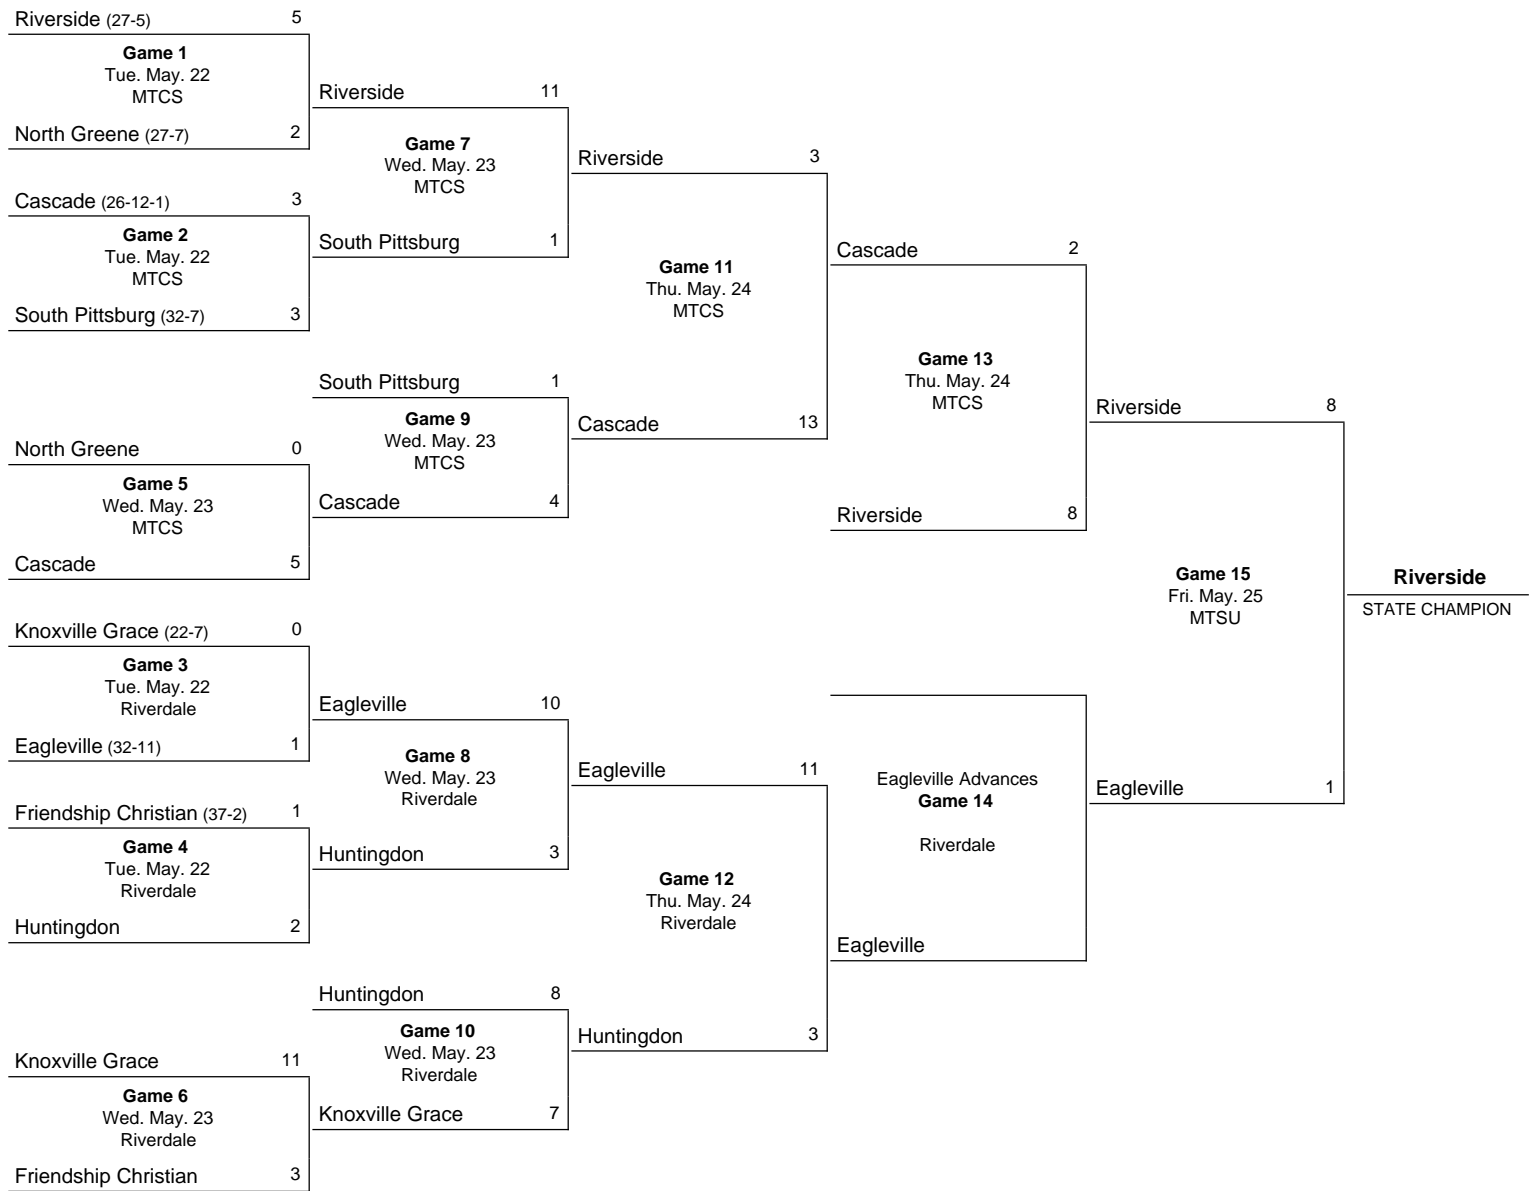 Riverside (27-5) 5
Game 1
Tue. May. 22
MTCS
North Greene (27-7) 2
Cascade (26-12-1) 3
Game 2
Tue. May. 22
MTCS
South Pittsburg (32-7) 3
North Greene 0
Game 5
Wed. May. 23
MTCS
Cascade 5
Knoxville Grace (22-7) 0
Game 3
Tue. May. 22
Riverdale
Eagleville (32-11) 1
Friendship Christian (37-2) 1
Game 4
Tue. May. 22
Riverdale
Huntingdon 2
Knoxville Grace 11
Game 6
Wed. May. 23
Riverdale
Friendship Christian 3
Riverside 11
Game 7
Wed. May. 23
MTCS
South Pittsburg 1
South Pittsburg 1
Game 9
Wed. May. 23
MTCS
Cascade 4
Eagleville 10
Game 8
Wed. May. 23
Riverdale
Huntingdon 3
Huntingdon 8
Game 10
Wed. May. 23
Riverdale
Knoxville Grace 7
Riverside 3
Game 11
Thu. May. 24
MTCS
Cascade 13
Eagleville 11
Game 12
Thu. May. 24
Riverdale
Huntingdon 3
Cascade 2
Game 13
Thu. May. 24
MTCS
Riverside 8
Eagleville Advances
Game 14
Riverdale
Eagleville
Riverside 8
Game 15
Fri. May. 25
MTSU
Eagleville 1
Riverside
STATE CHAMPION